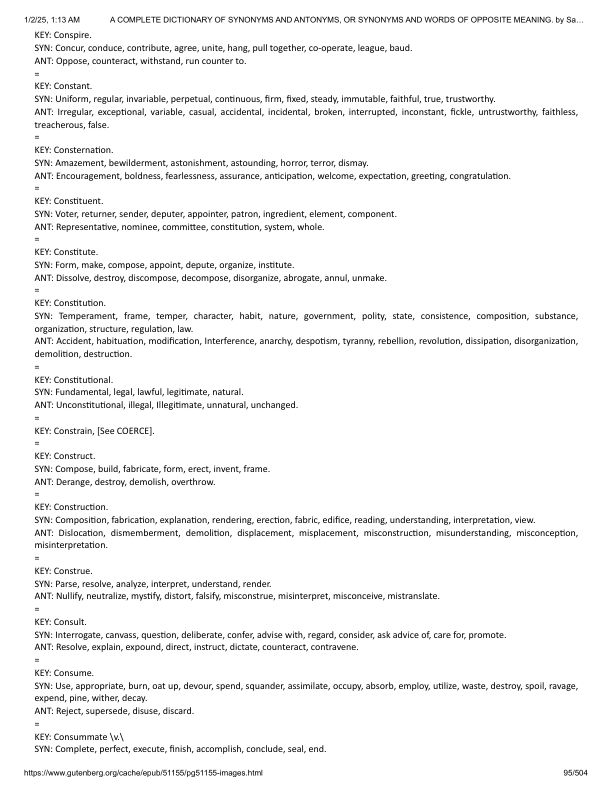 1/2/25, 1:13 AM A COMPLETE DICTIONARY OF SYNONYMS AND ANTONYMS, OR SYNONYMS AND WORDS OF OPPOSITE MEANING. by Sa…
KEY: Conspire.
SYN: Concur, conduce, contribute, agree, unite, hang, pull together, co-operate, league, baud.
ANT: Oppose, counteract, withstand, run counter to.
=
KEY: Constant.
SYN: Uniform, regular, invariable, perpetual, continuous, firm, fixed, steady, immutable, faithful, true, trustworthy.
ANT: Irregular, exceptional, variable, casual, accidental, incidental, broken, interrupted, inconstant, fickle, untrustworthy, faithless,
treacherous, false.
=
KEY: Consternation.
SYN: Amazement, bewilderment, astonishment, astounding, horror, terror, dismay.
ANT: Encouragement, boldness, fearlessness, assurance, anticipation, welcome, expectation, greeting, congratulation.
=
KEY: Constituent.
SYN: Voter, returner, sender, deputer, appointer, patron, ingredient, element, component.
ANT: Representative, nominee, committee, constitution, system, whole.
=
KEY: Constitute.
SYN: Form, make, compose, appoint, depute, organize, institute.
ANT: Dissolve, destroy, discompose, decompose, disorganize, abrogate, annul, unmake.
=
KEY: Constitution.
SYN: Temperament, frame, temper, character, habit, nature, government, polity, state, consistence, composition, substance,
organization, structure, regulation, law.
ANT: Accident, habituation, modification, Interference, anarchy, despotism, tyranny, rebellion, revolution, dissipation, disorganization,
demolition, destruction.
=
KEY: Constitutional.
SYN: Fundamental, legal, lawful, legitimate, natural.
ANT: Unconstitutional, illegal, Illegitimate, unnatural, unchanged.
=
KEY: Constrain, [See COERCE].
=
KEY: Construct.
SYN: Compose, build, fabricate, form, erect, invent, frame.
ANT: Derange, destroy, demolish, overthrow.
=
KEY: Construction.
SYN: Composition, fabrication, explanation, rendering, erection, fabric, edifice, reading, understanding, interpretation, view.
ANT: Dislocation, dismemberment, demolition, displacement, misplacement, misconstruction, misunderstanding, misconception,
misinterpretation.
=
KEY: Construe.
SYN: Parse, resolve, analyze, interpret, understand, render.
ANT: Nullify, neutralize, mystify, distort, falsify, misconstrue, misinterpret, misconceive, mistranslate.
=
KEY: Consult.
SYN: Interrogate, canvass, question, deliberate, confer, advise with, regard, consider, ask advice of, care for, promote.
ANT: Resolve, explain, expound, direct, instruct, dictate, counteract, contravene.
=
KEY: Consume.
SYN: Use, appropriate, burn, oat up, devour, spend, squander, assimilate, occupy, absorb, employ, utilize, waste, destroy, spoil, ravage,
expend, pine, wither, decay.
ANT: Reject, supersede, disuse, discard.
=
KEY: Consummate \v.\
SYN: Complete, perfect, execute, finish, accomplish, conclude, seal, end.
https://www.gutenberg.org/cache/epub/51155/pg51155-images.html 95/504